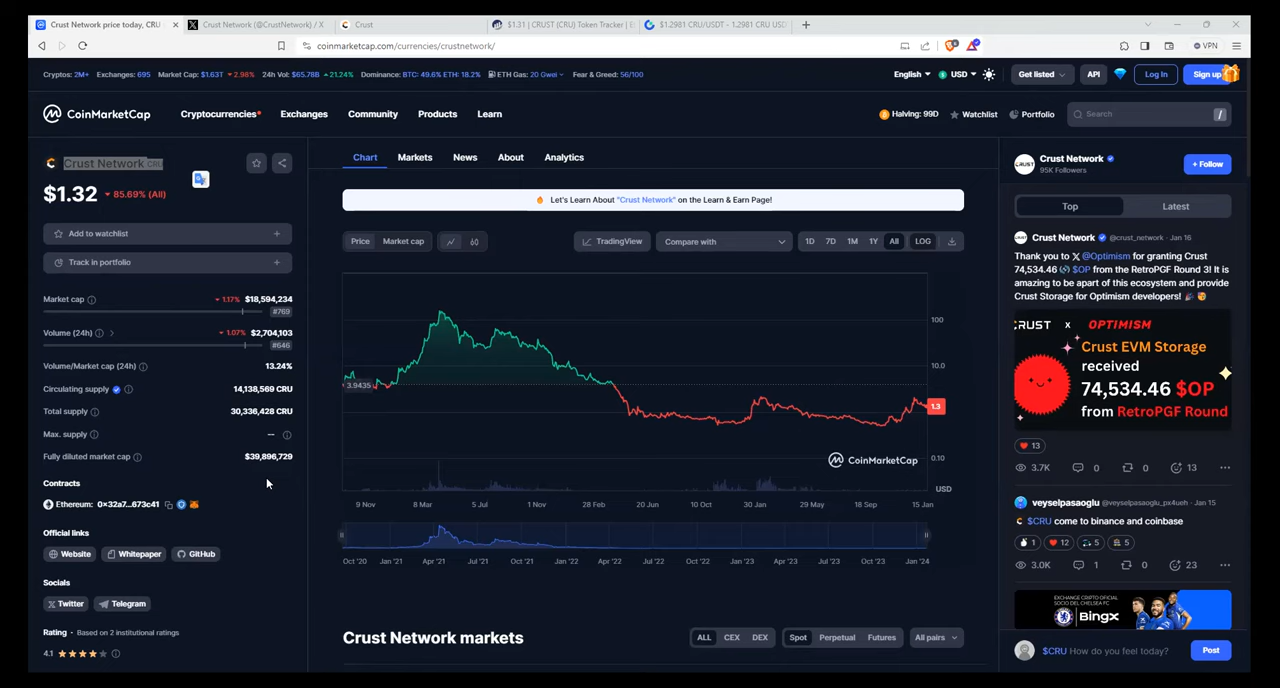 Crust Network price today, CRU
Crust Network (@CrustNetwork) / X
Crust
$1.31 | CRUST (CRU) Token Tracker | E
$1.2981 CRU/USDT - 1.2981 CRU USD
coinmarketcap.com/currencies/crustnetwork/
VPN
Cryptos: 2M+ Exchanges: 695 Market Cap: $1.63T 2.98% 24h Vol: $65.78B 21.24% Dominance: BTC: 49.6% ETH: 18.2% ETH Gas: 20 Gwei Fear & Greed: 56/100
English USD Get listed API Log In Sign up
CoinMarketCap Cryptocurrencies Exchanges Community Products Learn
Halving: 99D Watchlist Portfolio Search /
Crust Network CRU
$1.32 85.69% (All)
Add to watchlist +
Track in portfolio +
Market cap 1.17% $18,594,234
#769
Volume (24h) 1.07% $2,704,103
#646
Volume/Market cap (24h) 13.24%
Circulating supply 14,138,569 CRU
Total supply 30,336,428 CRU
Max. supply --
Fully diluted market cap $39,896,729
Contracts
Ethereum: 0x32a7...673c41
Official links
Website Whitepaper GitHub
Socials
Twitter Telegram
Rating · Based on 2 institutional ratings
4.1
Chart Markets News About Analytics
Let's Learn About "Crust Network" on the Learn & Earn Page!
Price Market cap TradingView Compare with 1D 7D 1M 1Y All LOG
100
10.0
3.9435
1.3
0.10
CoinMarketCap
USD
9 Nov 8 Mar 5 Jul 1 Nov 28 Feb 20 Jun 10 Oct 30 Jan 29 May 18 Sep 15 Jan
Oct '20 Jan '21 Apr '21 Jul '21 Oct '21 Jan '22 Apr '22 Jul '22 Oct '22 Jan '23 Apr '23 Jul '23 Oct '23 Jan '24
Crust Network markets
ALL CEX DEX Spot Perpetual Futures All pairs
CRUST
Crust Network
95K Followers
+ Follow
Top Latest
Crust Network @crust_network · Jan 16
Thank you to X @Optimism for granting Crust
74,534.46 $OP from the RetroPGF Round 3! It is
amazing to be apart of this ecosystem and provide
Crust Storage for Optimism developers!
CRUST X OPTIMISM
Crust EVM Storage
received
74,534.46 $OP
from RetroPGF Round
13
3.7K 0 0 13 ...
veyselpasaoglu @veyselpasaoglu_px4ueh · Jan 15
$CRU come to binance and coinbase
1 12 5 5
3.0K 1 0 23 ...
EXCHANGE CRIPTO OFICIAL
SOCIO DEL CHELSEA FC
BingX
$CRU How do you feel today? Post